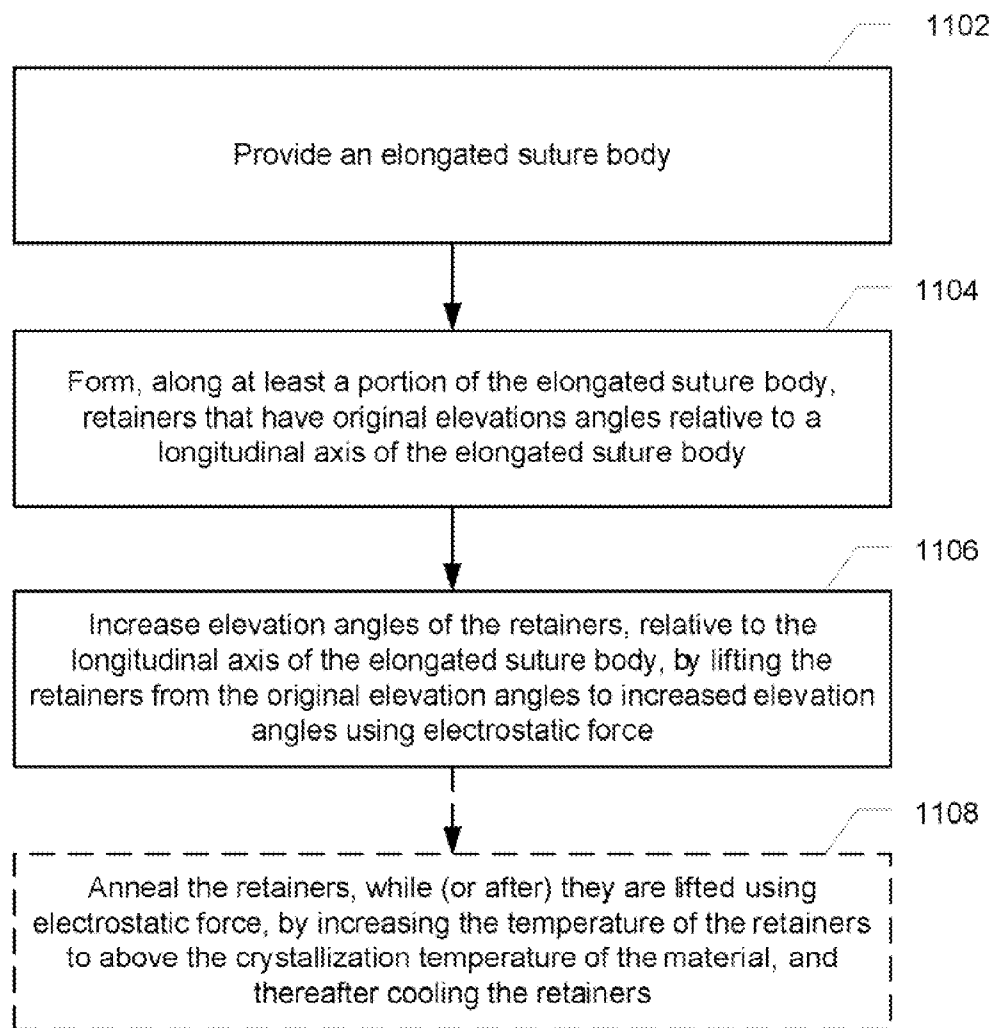 1102
Provide an elongated suture body
1104
Form, along at least a portion of the elongated suture body,
retainers that have original elevations angles relative to a
longitudinal axis of the elongated suture body
1106
Increase elevation angles of the retainers, relative to the
longitudinal axis of the elongated suture body, by lifting the
retainers from the original elevation angles to increased elevation
angles using electrostatic force
1108
Anneal the retainers, while (or after) they are lifted using
electrostatic force, by increasing the temperature of the retainers
to above the crystallization temperature of the material, and
thereafter cooling the retainers